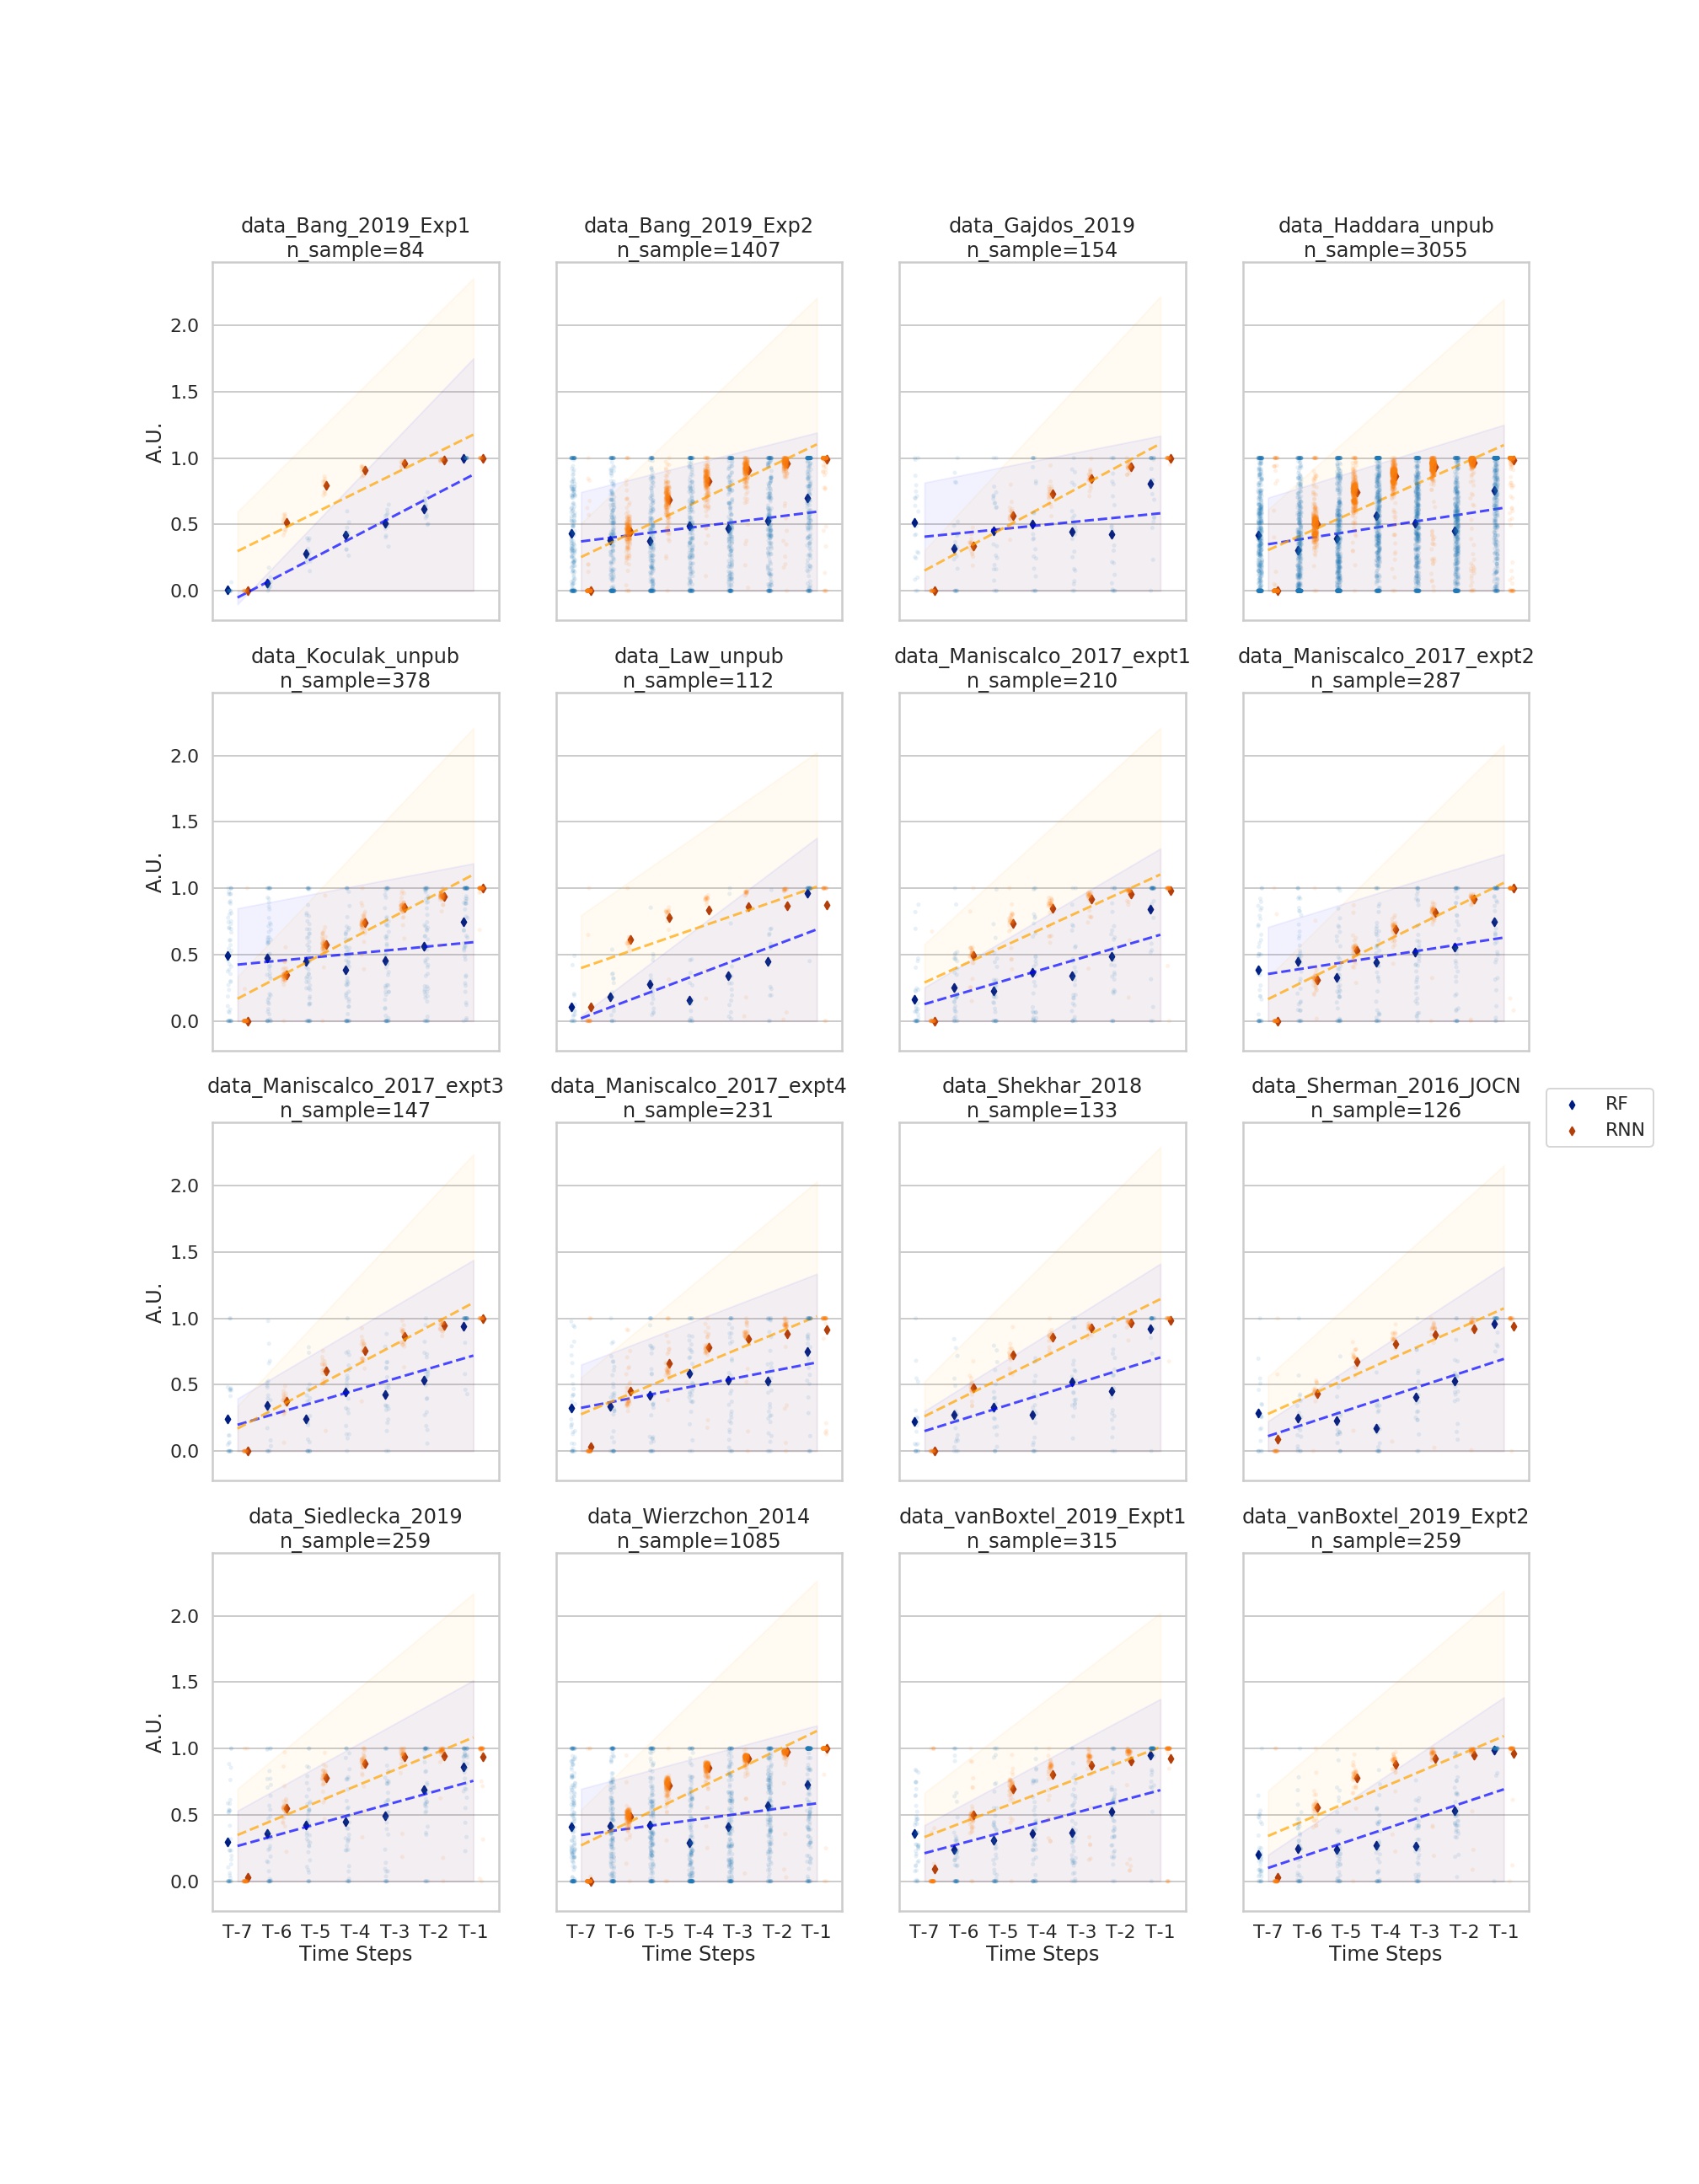 data_Bang_2019_Exp1
n_sample=84
data_Bang_2019_Exp2
n_sample=1407
data_Gajdos_2019
n_sample=154
data_Haddara_unpub
n_sample=3055
2.0
1.5
1.0
0.5
0.0
A.U.
data_Koculak_unpub
n_sample=378
data_Law_unpub
n_sample=112
data_Maniscalco_2017_expt1
n_sample=210
data_Maniscalco_2017_expt2
n_sample=287
2.0
1.5
1.0
0.5
0.0
A.U.
data_Maniscalco_2017_expt3
n_sample=147
data_Maniscalco_2017_expt4
n_sample=231
data_Shekhar_2018
n_sample=133
data_Sherman_2016_JOCN
n_sample=126
RF
RNN
2.0
1.5
1.0
0.5
0.0
A.U.
data_Siedlecka_2019
n_sample=259
data_Wierzchon_2014
n_sample=1085
data_vanBoxtel_2019_Expt1
n_sample=315
data_vanBoxtel_2019_Expt2
n_sample=259
2.0
1.5
1.0
0.5
0.0
A.U.
T-7 T-6 T-5 T-4 T-3 T-2 T-1
Time Steps
T-7 T-6 T-5 T-4 T-3 T-2 T-1
Time Steps
T-7 T-6 T-5 T-4 T-3 T-2 T-1
Time Steps
T-7 T-6 T-5 T-4 T-3 T-2 T-1
Time Steps